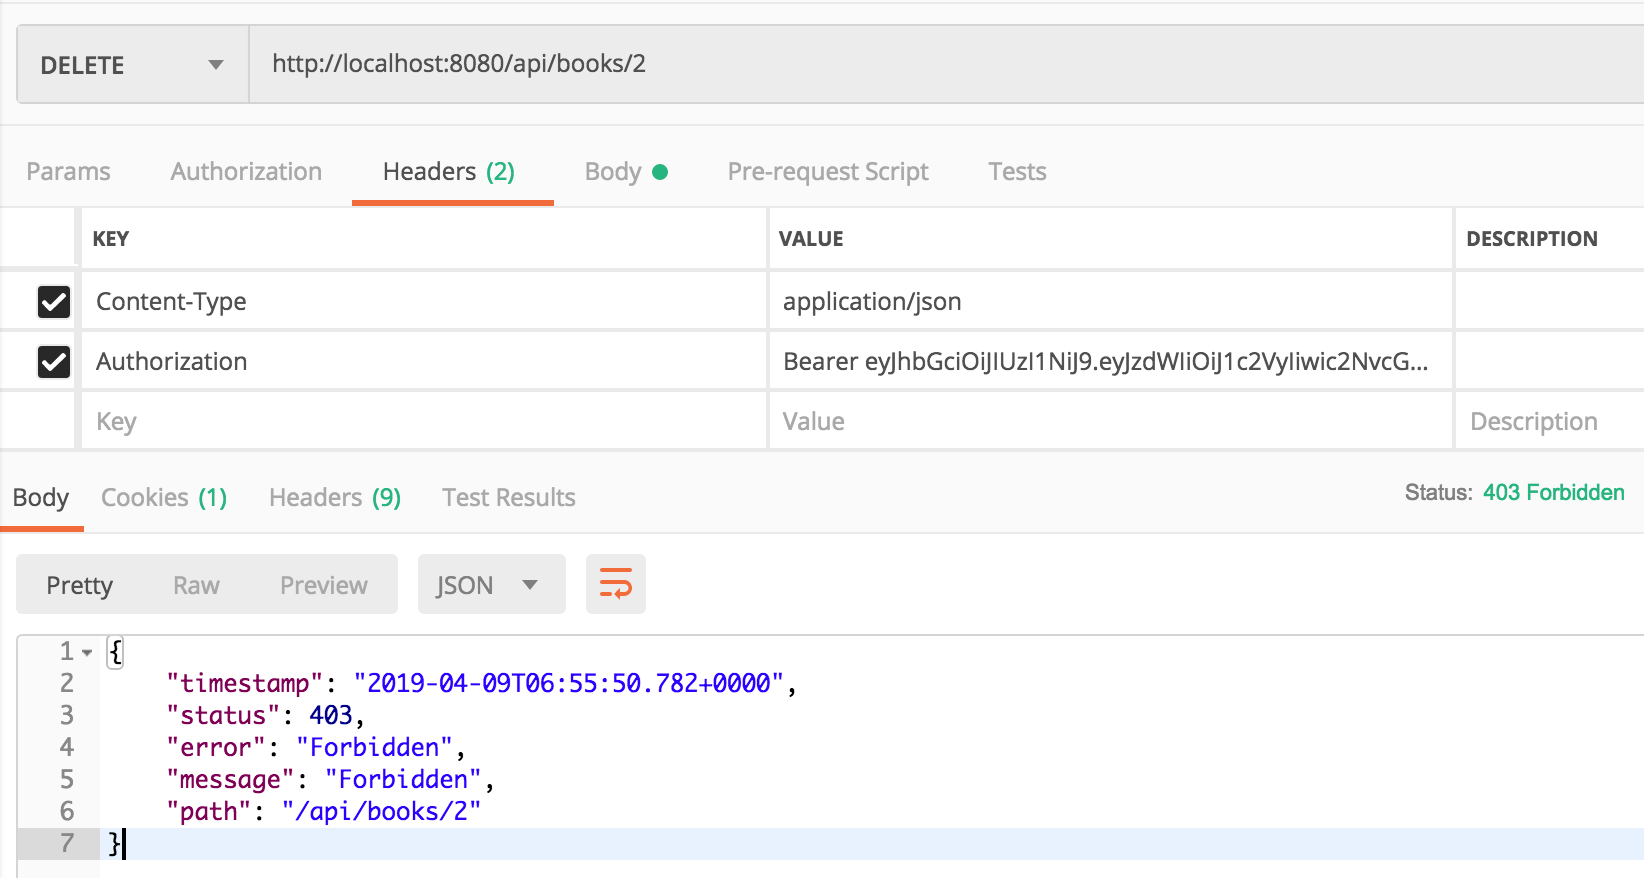 DELETE http://localhost:8080/api/books/2
Params Authorization Headers (2) Body Pre-request Script Tests
KEY VALUE DESCRIPTION
Content-Type application/json
Authorization Bearer eyJhbGciOiJIUzI1NiJ9.eyJzdWIiOiJ1c2VyIiwic2NvcG...
Key Value Description
Body Cookies (1) Headers (9) Test Results Status: 403 Forbidden
Pretty Raw Preview JSON
1 {
2 "timestamp": "2019-04-09T06:55:50.782+0000",
3 "status": 403,
4 "error": "Forbidden",
5 "message": "Forbidden",
6 "path": "/api/books/2"
7 }